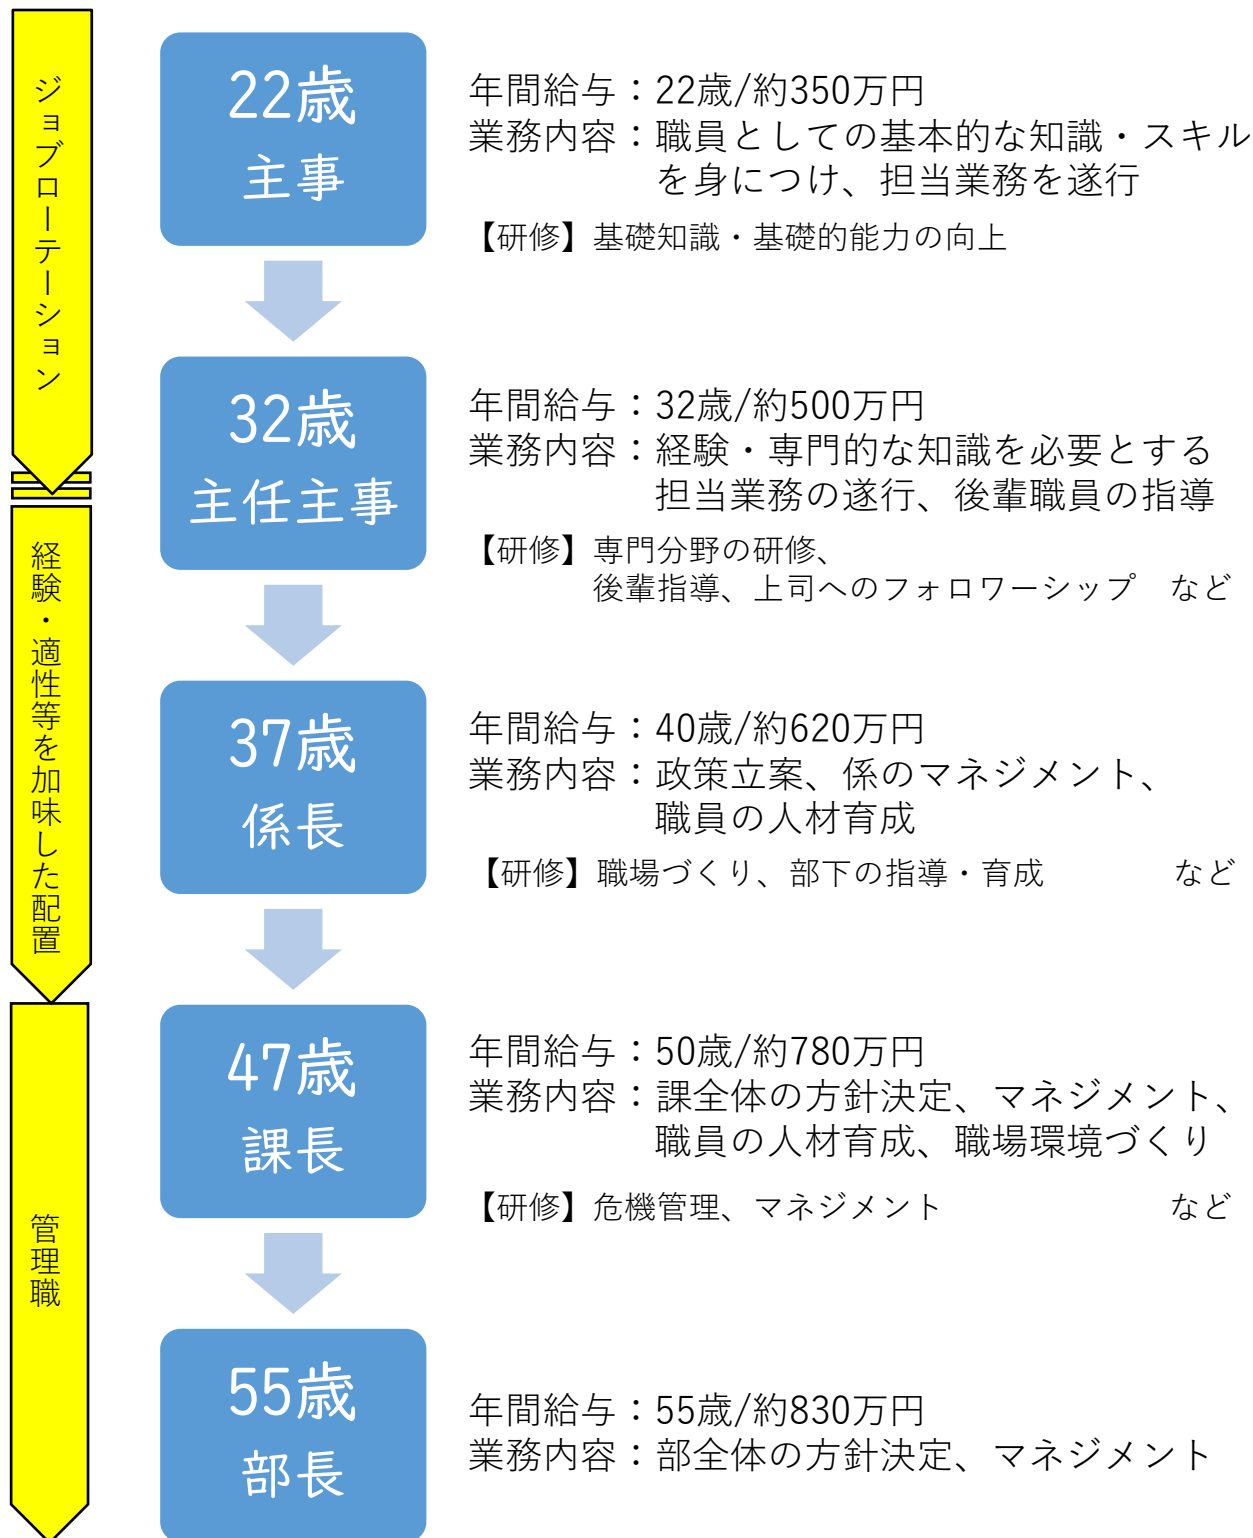 ジョブローテーション
22歳
主事
年間給与：22歳/約350万円
業務内容：職員としての基本的な知識・スキル
を身につけ、担当業務を遂行
【研修】基礎知識・基礎的能力の向上
32歳
主任主事
年間給与：32歳/約500万円
業務内容：経験・専門的な知識を必要とする
担当業務の遂行、後輩職員の指導
【研修】専門分野の研修、
後輩指導、上司へのフォロワーシップ　など
経験・適性等を加味した配置
37歳
係長
年間給与：40歳/約620万円
業務内容：政策立案、係のマネジメント、
職員の人材育成
【研修】職場づくり、部下の指導・育成　など
47歳
課長
年間給与：50歳/約780万円
業務内容：課全体の方針決定、マネジメント、
職員の人材育成、職場環境づくり
【研修】危機管理、マネジメント　など
管理職
55歳
部長
年間給与：55歳/約830万円
業務内容：部全体の方針決定、マネジメント